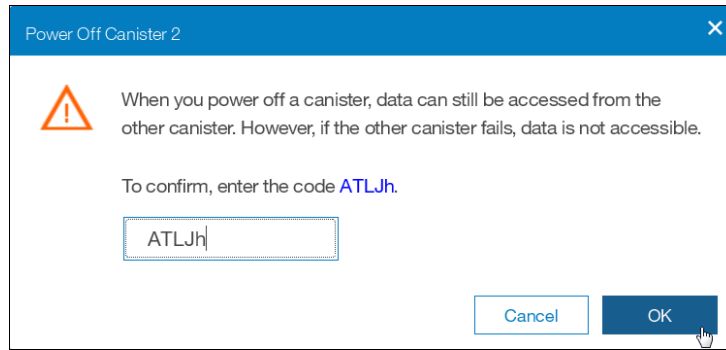 Power Off Canister 2
When you power off a canister, data can still be accessed from the
other canister. However, if the other canister fails, data is not accessible.
To confirm, enter the code ATLJh.
ATLJh
Cancel
OK